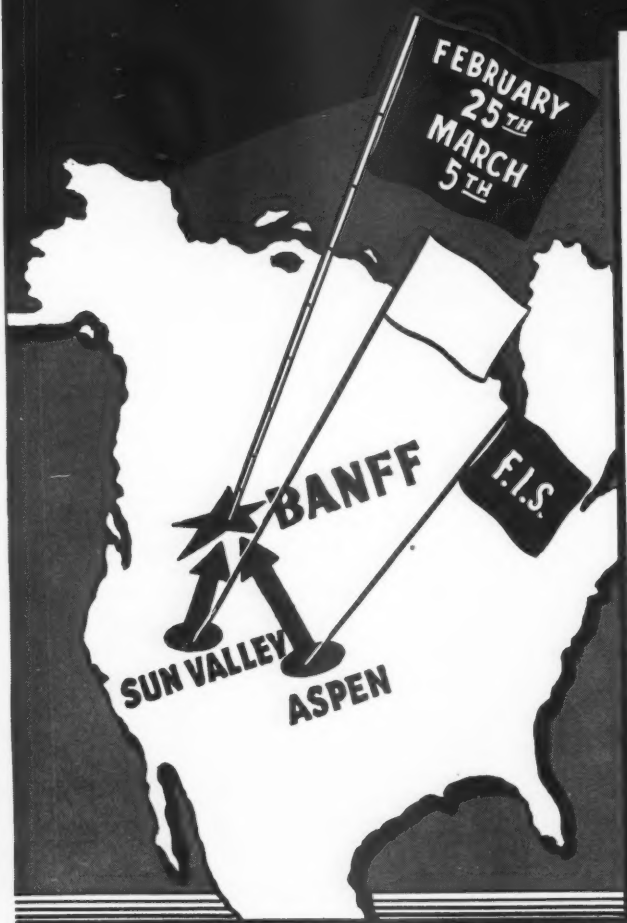 FEBRUARY
25TH
MARCH
5TH
BANFF
F.I.S.
SUN VALLEY
ASPEN